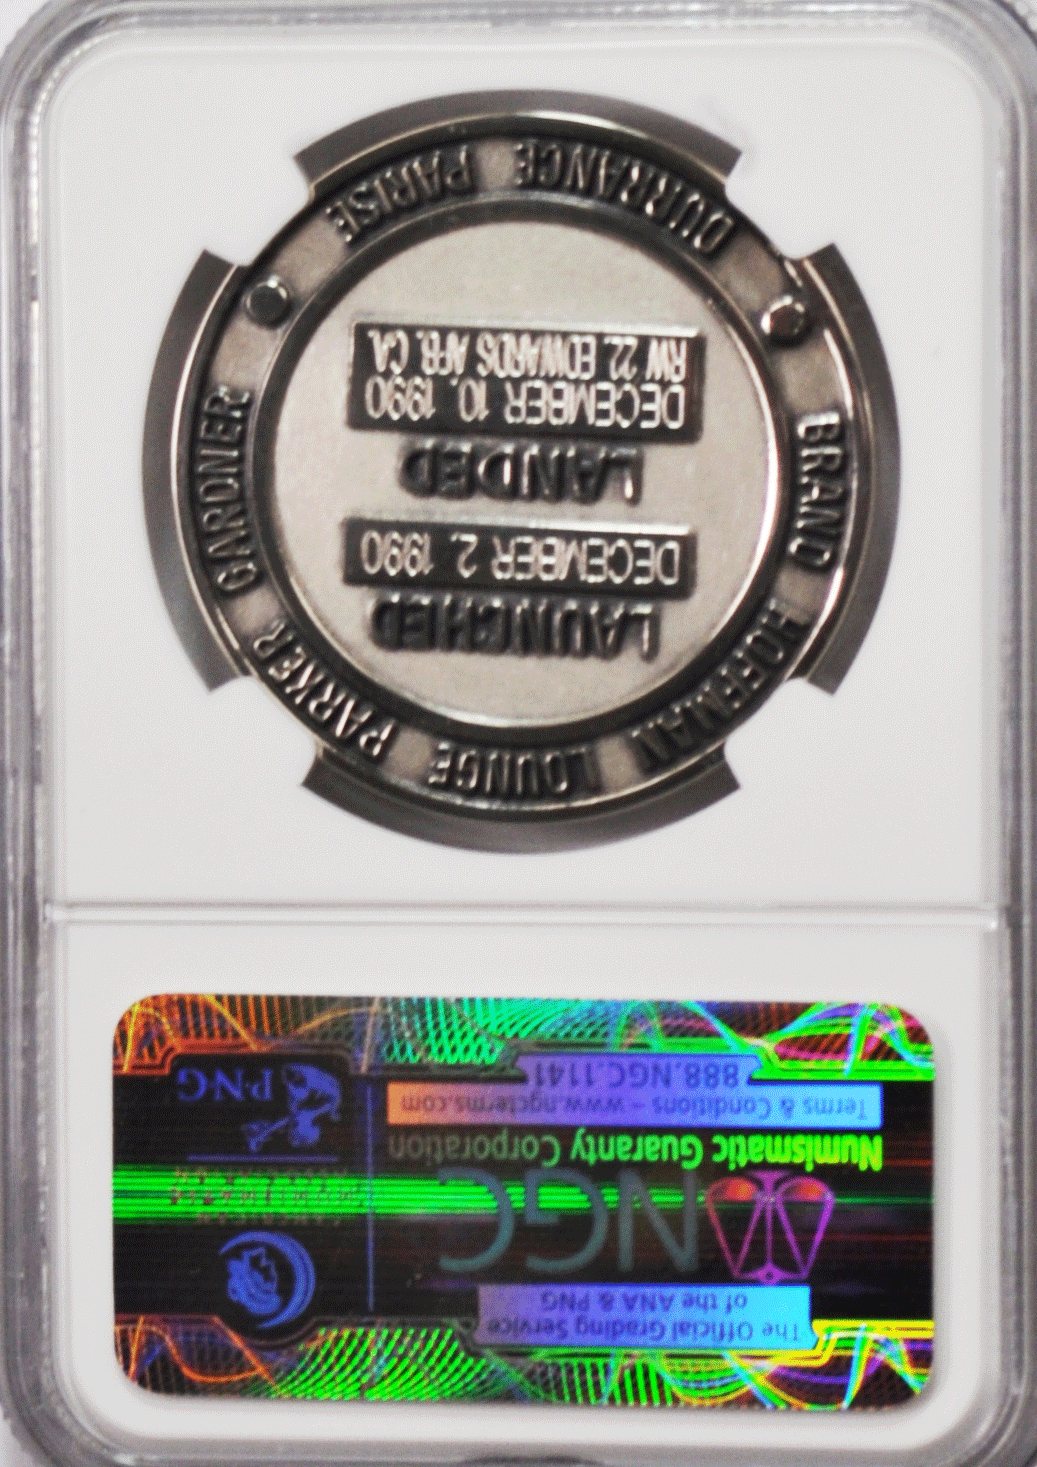 The Official Grading Service
of the ANA & PNG
NGC
Numismatic Guaranty Corporation
Terms & Conditions – www.ngcterms.com
888.NGC.1141
P·N·G
BRAND HOFFMAN LOUNGE PARKER GARDNER
LAUNCHED
DECEMBER 2, 1990
LANDED
DECEMBER 10, 1990
RW 22, EDWARDS AFB, CA.
DURRANCE PARISE